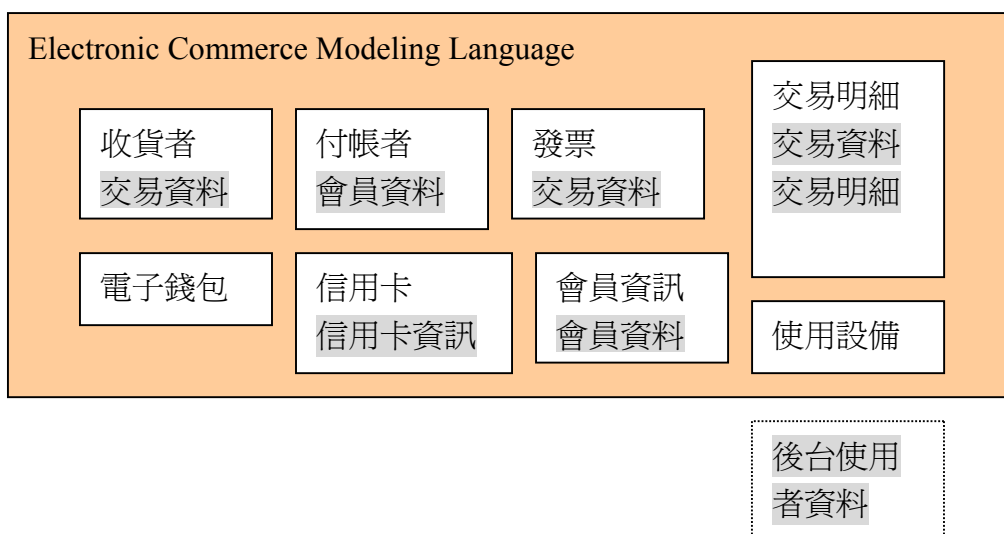 Electronic Commerce Modeling Language
收貨者
交易資料
付帳者
會員資料
發票
交易資料
交易明細
交易資料
交易明細
電子錢包
信用卡
信用卡資訊
會員資訊
會員資料
使用設備
後台使用
者資料